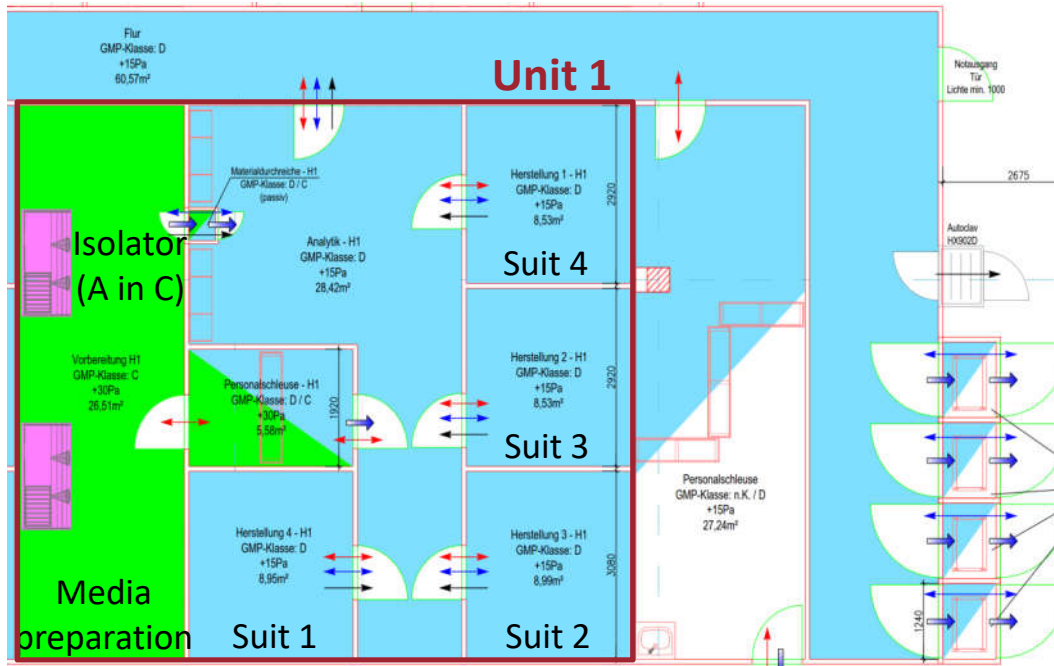 Flur
GMP-Klasse: D
+15Pa
60,57m²
Unit 1
Notausgang
Tür
Lichte min. 1000
2675
Materialdurchreiche - H1
GMP-Klasse: D / C
(passiv)
Herstellung 1 - H1
GMP-Klasse: D
+15Pa
8,53m²
2920
Isolator
(A in C)
Analytik - H1
GMP-Klasse: D
+15Pa
28,42m²
Suit 4
Autoclav
HX902D
Vorbereitung H1
GMP-Klasse: C
+30Pa
26,51m²
Personalschleuse - H1
GMP-Klasse: D / C
+30Pa
5,58m²
1920
Herstellung 2 - H1
GMP-Klasse: D
+15Pa
8,53m²
2920
Suit 3
Personalschleuse
GMP-Klasse: n.K. / D
+15Pa
27,24m²
Herstellung 4 - H1
GMP-Klasse: D
+15Pa
8,95m²
Herstellung 3 - H1
GMP-Klasse: D
+15Pa
8,99m²
3080
1240
Media
preparation
Suit 1
Suit 2